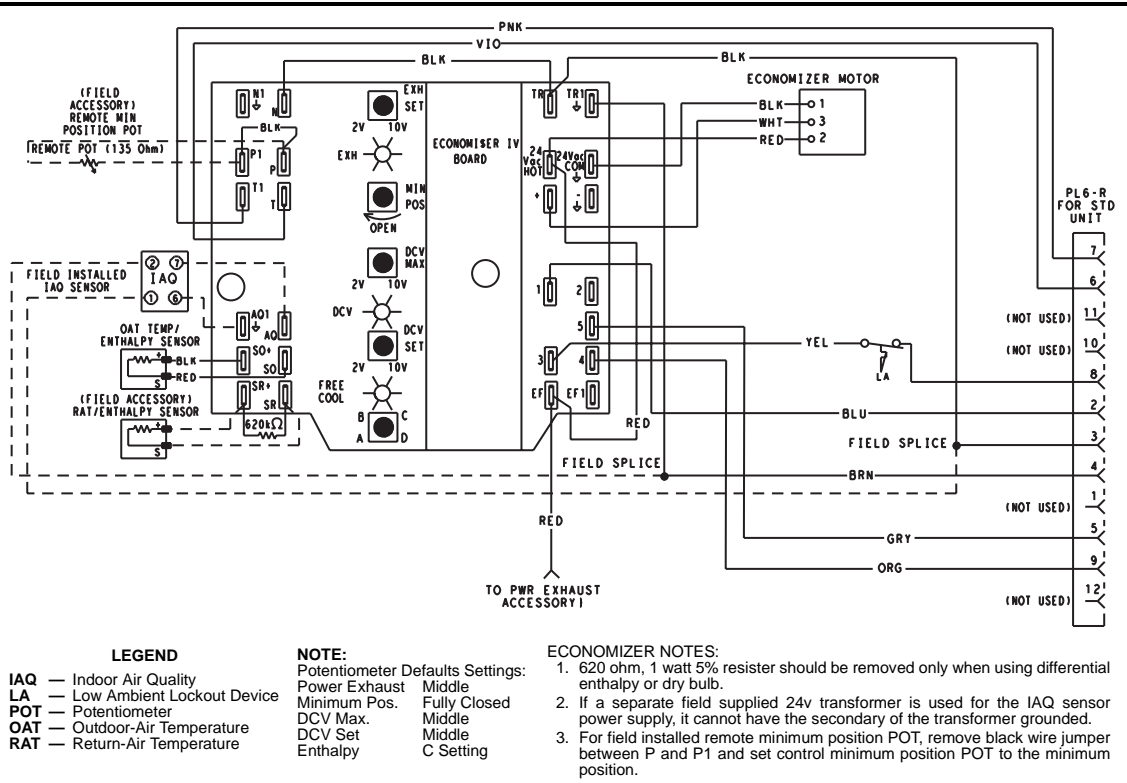 PNK
VIO
BLK
BLK
(FIELD
ACCESSORY)
REMOTE MIN
POSITION POT
REMOTE POT (135 Ohm)
N1
N
BLK
P1
P
T1
T
EXH
SET
2V 10V
EXH
MIN
POS
OPEN
DCV
MAX
2V 10V
DCV
DCV
SET
2V 10V
FREE
COOL
B C
A D
ECONOMI$ER IV
BOARD
TR
TR1
24
Vac
HOT
24Vac
COM
+
-
1
2
5
3
4
EF
EF1
ECONOMIZER MOTOR
BLK 1
WHT 3
RED 2
PL6-R
FOR STD
UNIT
7
6
(NOT USED) 11
(NOT USED) 10
YEL
LA
8
BLU
2
FIELD SPLICE
3
BRN
4
(NOT USED) 1
GRY
5
ORG
9
(NOT USED) 12
FIELD INSTALLED
IAQ SENSOR
2 7
IAQ
1 6
AQ1
AQ
OAT TEMP/
ENTHALPY SENSOR
+
BLK
S
RED
SO+
SO
(FIELD ACCESSORY)
RAT/ENTHALPY SENSOR
+
S
SR+
SR
620kΩ
RED
FIELD SPLICE
RED
TO PWR EXHAUST
ACCESSORY)
LEGEND
IAQ — Indoor Air Quality
LA — Low Ambient Lockout Device
POT — Potentiometer
OAT — Outdoor-Air Temperature
RAT — Return-Air Temperature
NOTE:
Potentiometer Defaults Settings:
Power Exhaust Middle
Minimum Pos. Fully Closed
DCV Max. Middle
DCV Set Middle
Enthalpy C Setting
ECONOMIZER NOTES:
1. 620 ohm, 1 watt 5% resister should be removed only when using differential
enthalpy or dry bulb.
2. If a separate field supplied 24v transformer is used for the IAQ sensor
power supply, it cannot have the secondary of the transformer grounded.
3. For field installed remote minimum position POT, remove black wire jumper
between P and P1 and set control minimum position POT to the minimum
position.